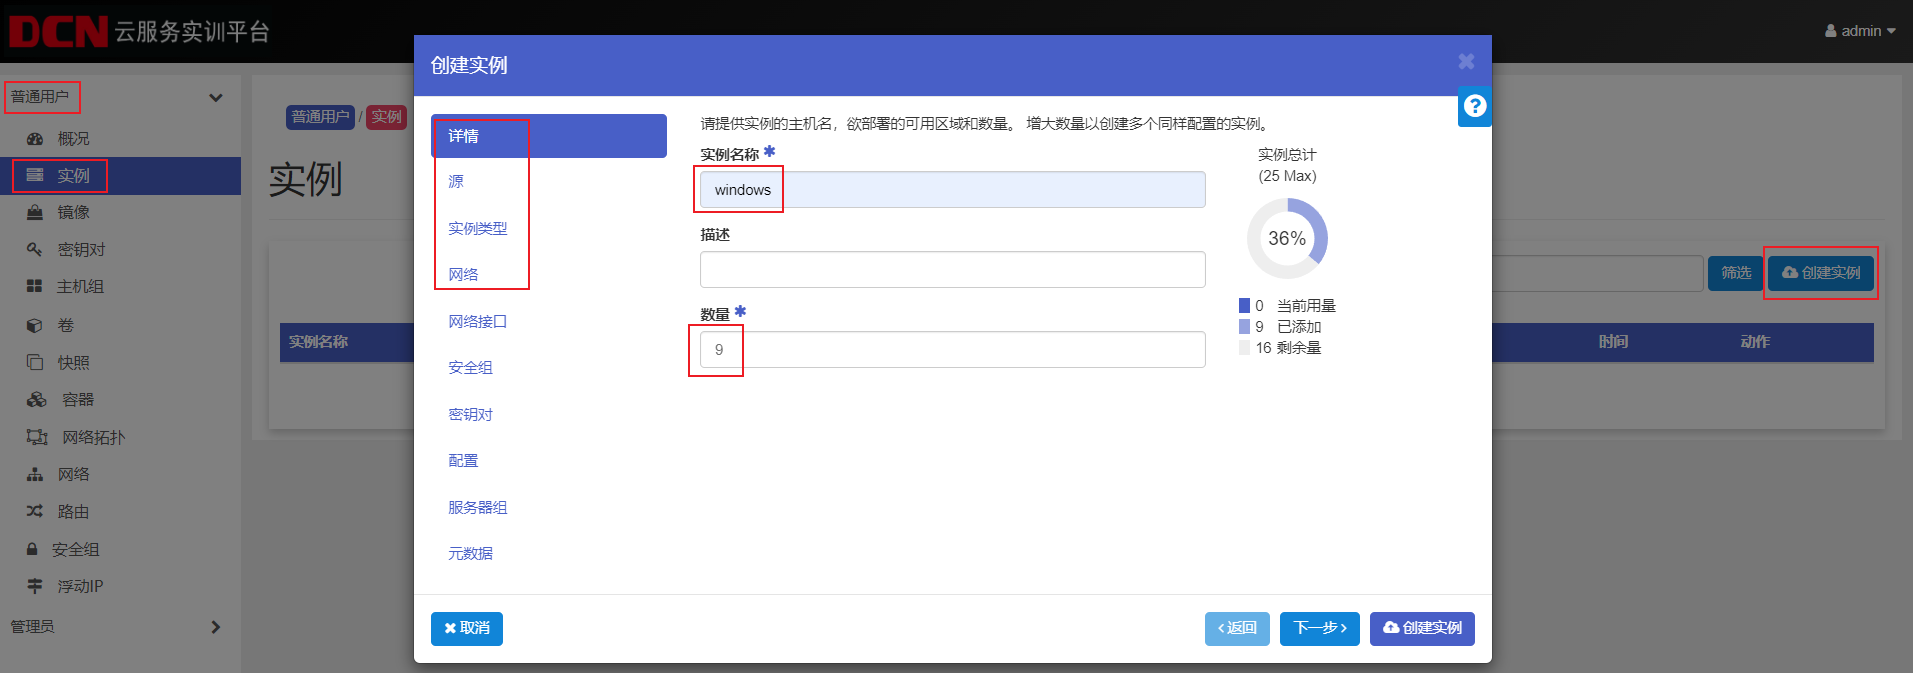 DCN 云服务实训平台
admin
普通用户
概况
实例
镜像
密钥对
主机组
卷
快照
容器
网络拓扑
网络
路由
安全组
浮动IP
管理员
普通用户 / 实例
实例
筛选
创建实例
实例名称
时间
动作
创建实例
详情
源
实例类型
网络
网络接口
安全组
密钥对
配置
服务器组
元数据
请提供实例的主机名，欲部署的可用区域和数量。 增大数量以创建多个同样配置的实例。
实例名称 *
windows
描述
数量 *
9
实例总计
(25 Max)
36%
0 当前用量
9 已添加
16 剩余量
取消
返回
下一步
创建实例